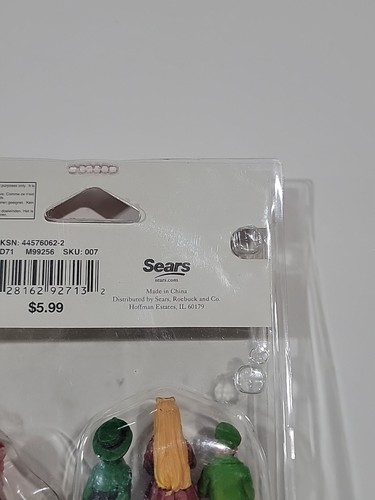 KSN: 44576062-2
D71 M99256 SKU: 007
28162 92713 2
$5.99
Sears
sears.com
Made in China
Distributed by Sears, Roebuck and Co.
Hoffman Estates, IL 60179